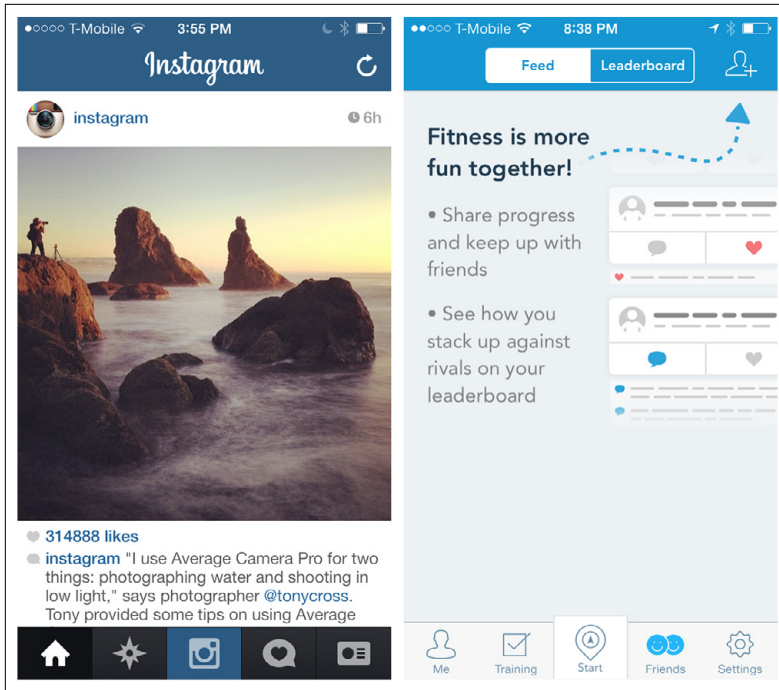 T-Mobile 3:55 PM
Instagram
instagram 6h
314888 likes
instagram "I use Average Camera Pro for two
things: photographing water and shooting in
low light," says photographer @tonycross.
Tony provided some tips on using Average
T-Mobile 8:38 PM
Feed Leaderboard
Fitness is more
fun together!
• Share progress
and keep up with
friends
• See how you
stack up against
rivals on your
leaderboard
Me Training Start Friends Settings